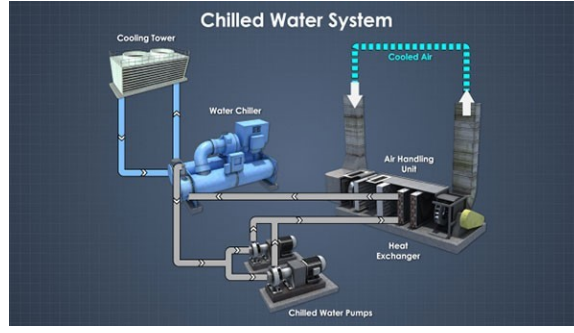 Chilled Water System
Cooling Tower
Cooled Air
Water Chiller
Air Handling
Unit
Heat
Exchanger
Chilled Water Pumps